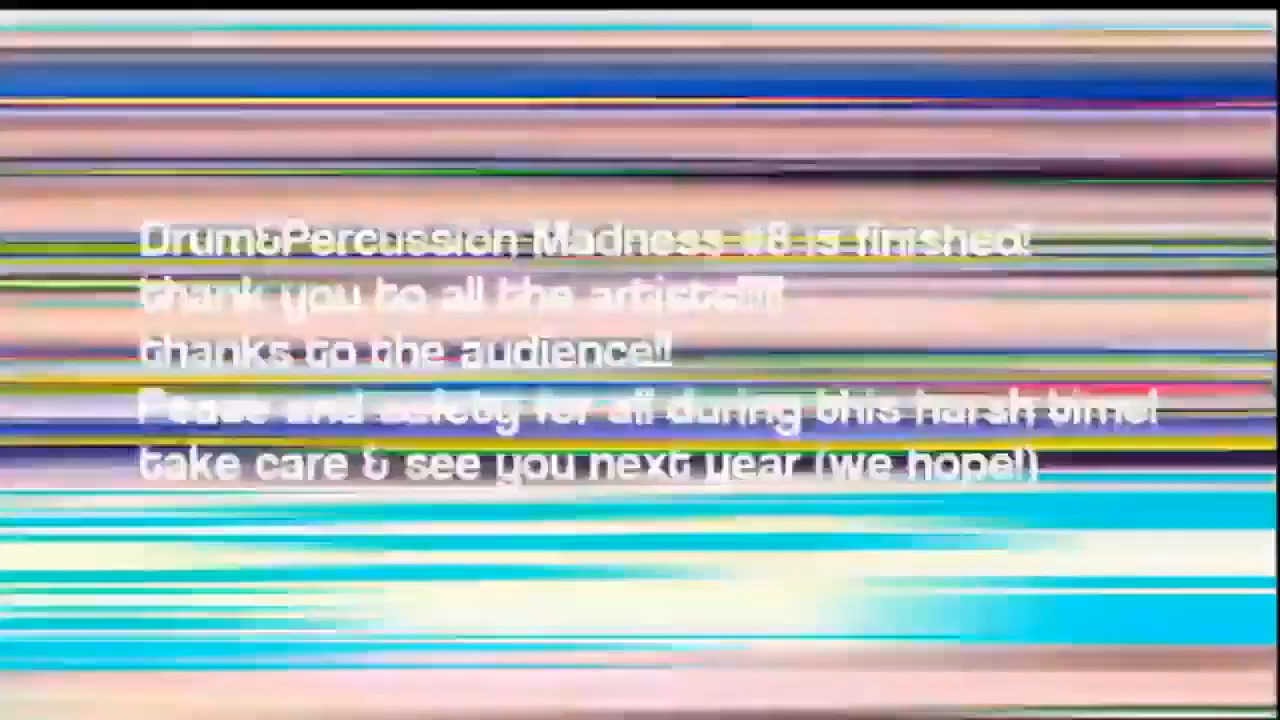 Drum&Percussion Madness #8 is finished!
thank you to all the artists!!!!
thanks to the audience!!
Peace and safety for all during this harsh time!
take care & see you next year (we hope!)